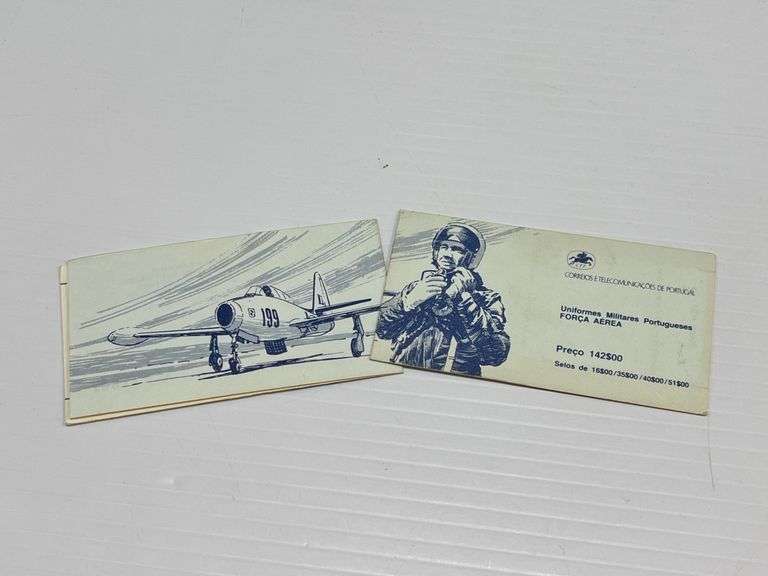 199
CTT
CORREIOS E TELECOMUNICAÇÕES DE PORTUGAL
Uniformes Militares Portugueses
FORÇA AÉREA
Preço 142$00
Selos de 16$00/35$00/40$00/51$00